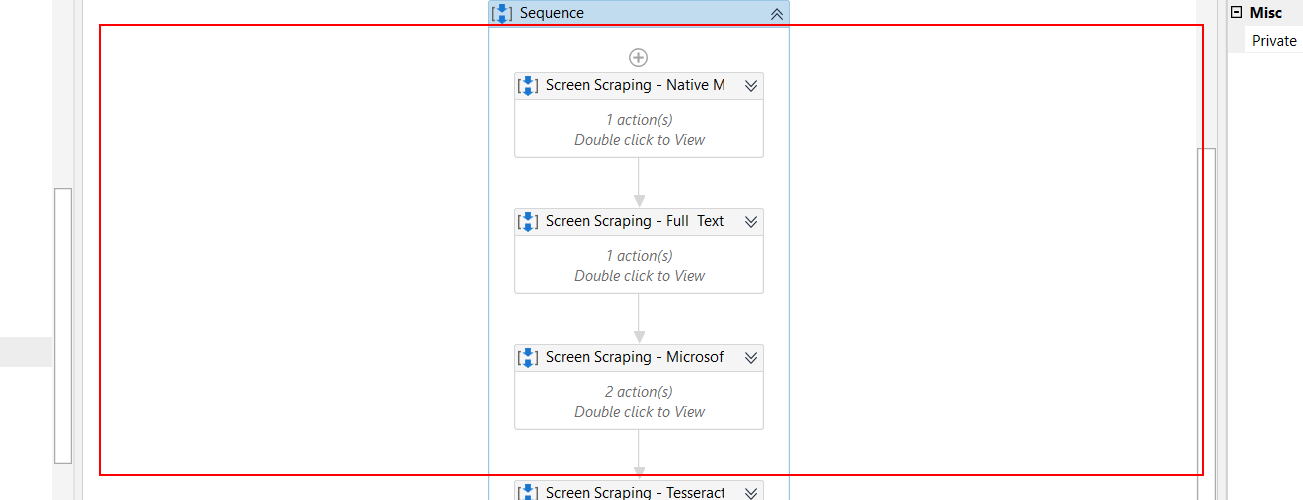 Sequence
Misc
Private
Screen Scraping - Native M
1 action(s)
Double click to View
Screen Scraping - Full  Text
1 action(s)
Double click to View
Screen Scraping - Microsof
2 action(s)
Double click to View
Screen Scraping - Tesseract